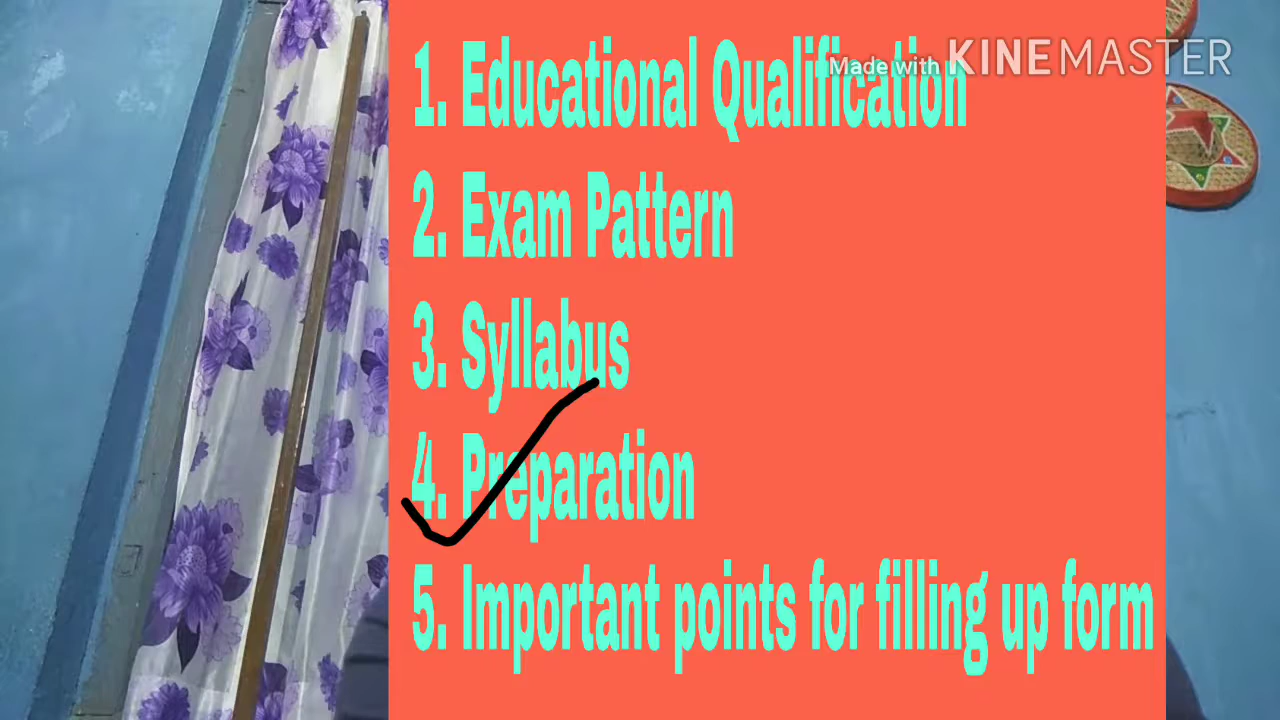 1. Educational Qualification
Made with KINEMASTER
2. Exam Pattern
3. Syllabus
4. Preparation
5. Important points for filling up form